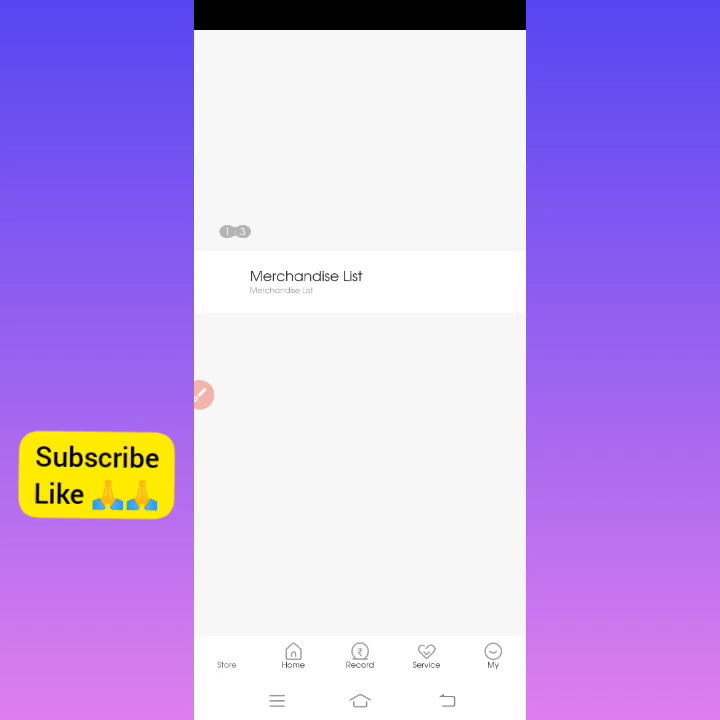 1 3
Merchandise List
Merchandise List
Subscribe
Like 🙏🙏
₹
Store Home Record Service My